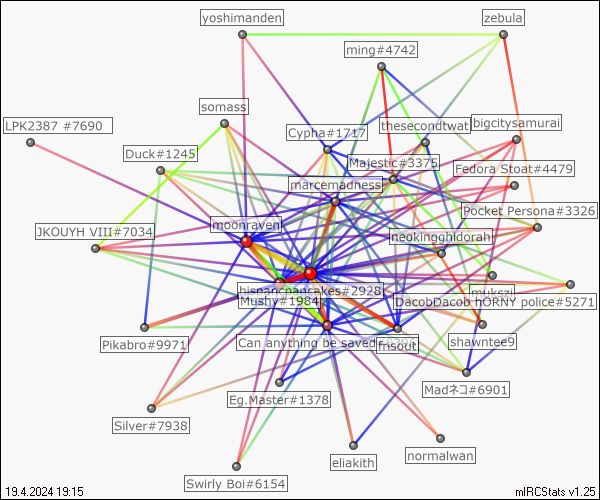 yoshimanden
zebula
ming#4742
somass
LPK2387 #7690
Cypha#1717
thesecondtwat
bigcitysamurai
Duck#1245
Majestic#3375
Fedora Stoat#4479
marcemadness
Pocket Persona#3326
moonraven
JKOUYH VIII#7034
neokingghidorah
hispanicpancakes#2928
Mushy#1984
DacobDacob
HORNY police#5271
Can anything be saved
frisout
shawntee9
Pikabro#9971
Madネコ#6901
Eg.Master#1378
Silver#7938
normalwan
eliakith
Swirly Boi#6154
19.4.2024 19:15
mIRCStats v1.25